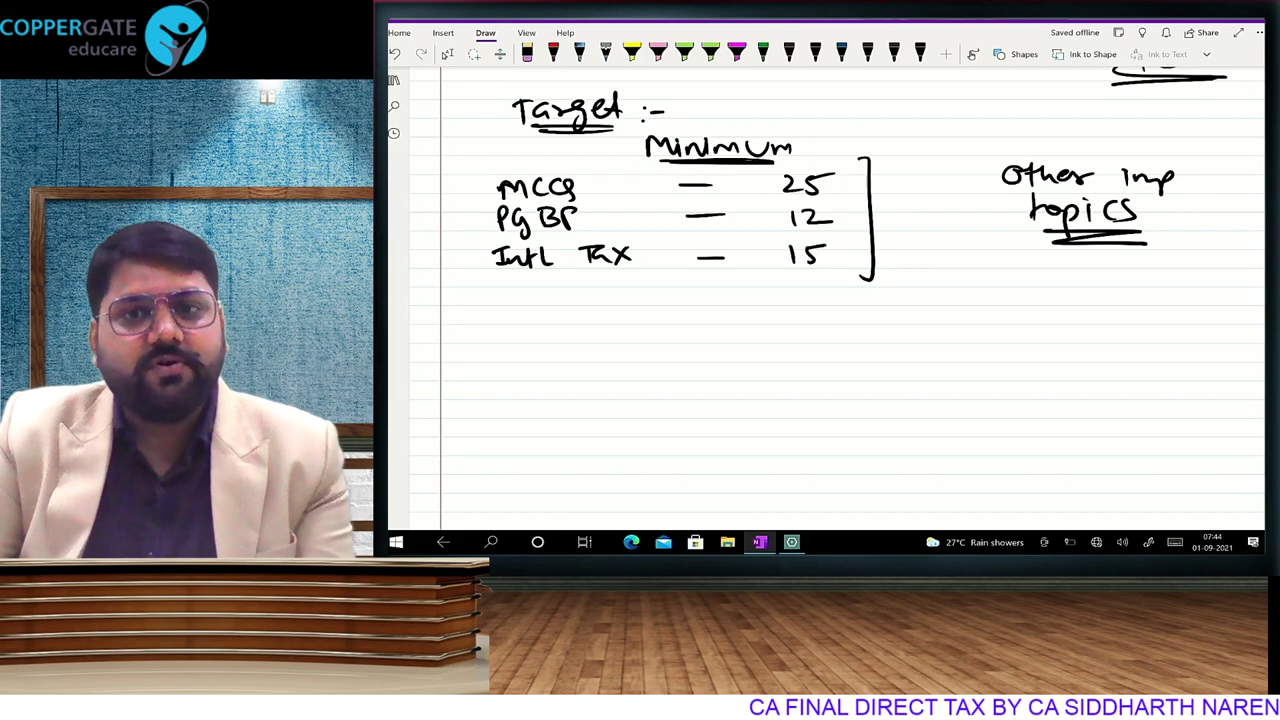 COPPERGATE
educare
Home Insert Draw View Help
Saved offline
Share
Shapes
Ink to Shape
Ink to Text
Target :-
Minimum
MCQ — 25
PGBP — 12
Intl Tax — 15
Other imp
topics
27°C Rain showers
07:44
01-09-2021
CA FINAL DIRECT TAX BY CA SIDDHARTH NAREN